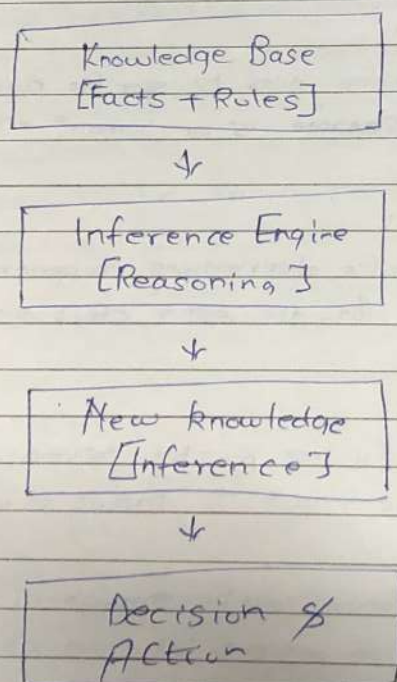 Knowledge Base
[Facts + Rules]
Inference Engine
[Reasoning]
New knowledge
[Inference]
Decision &
Action